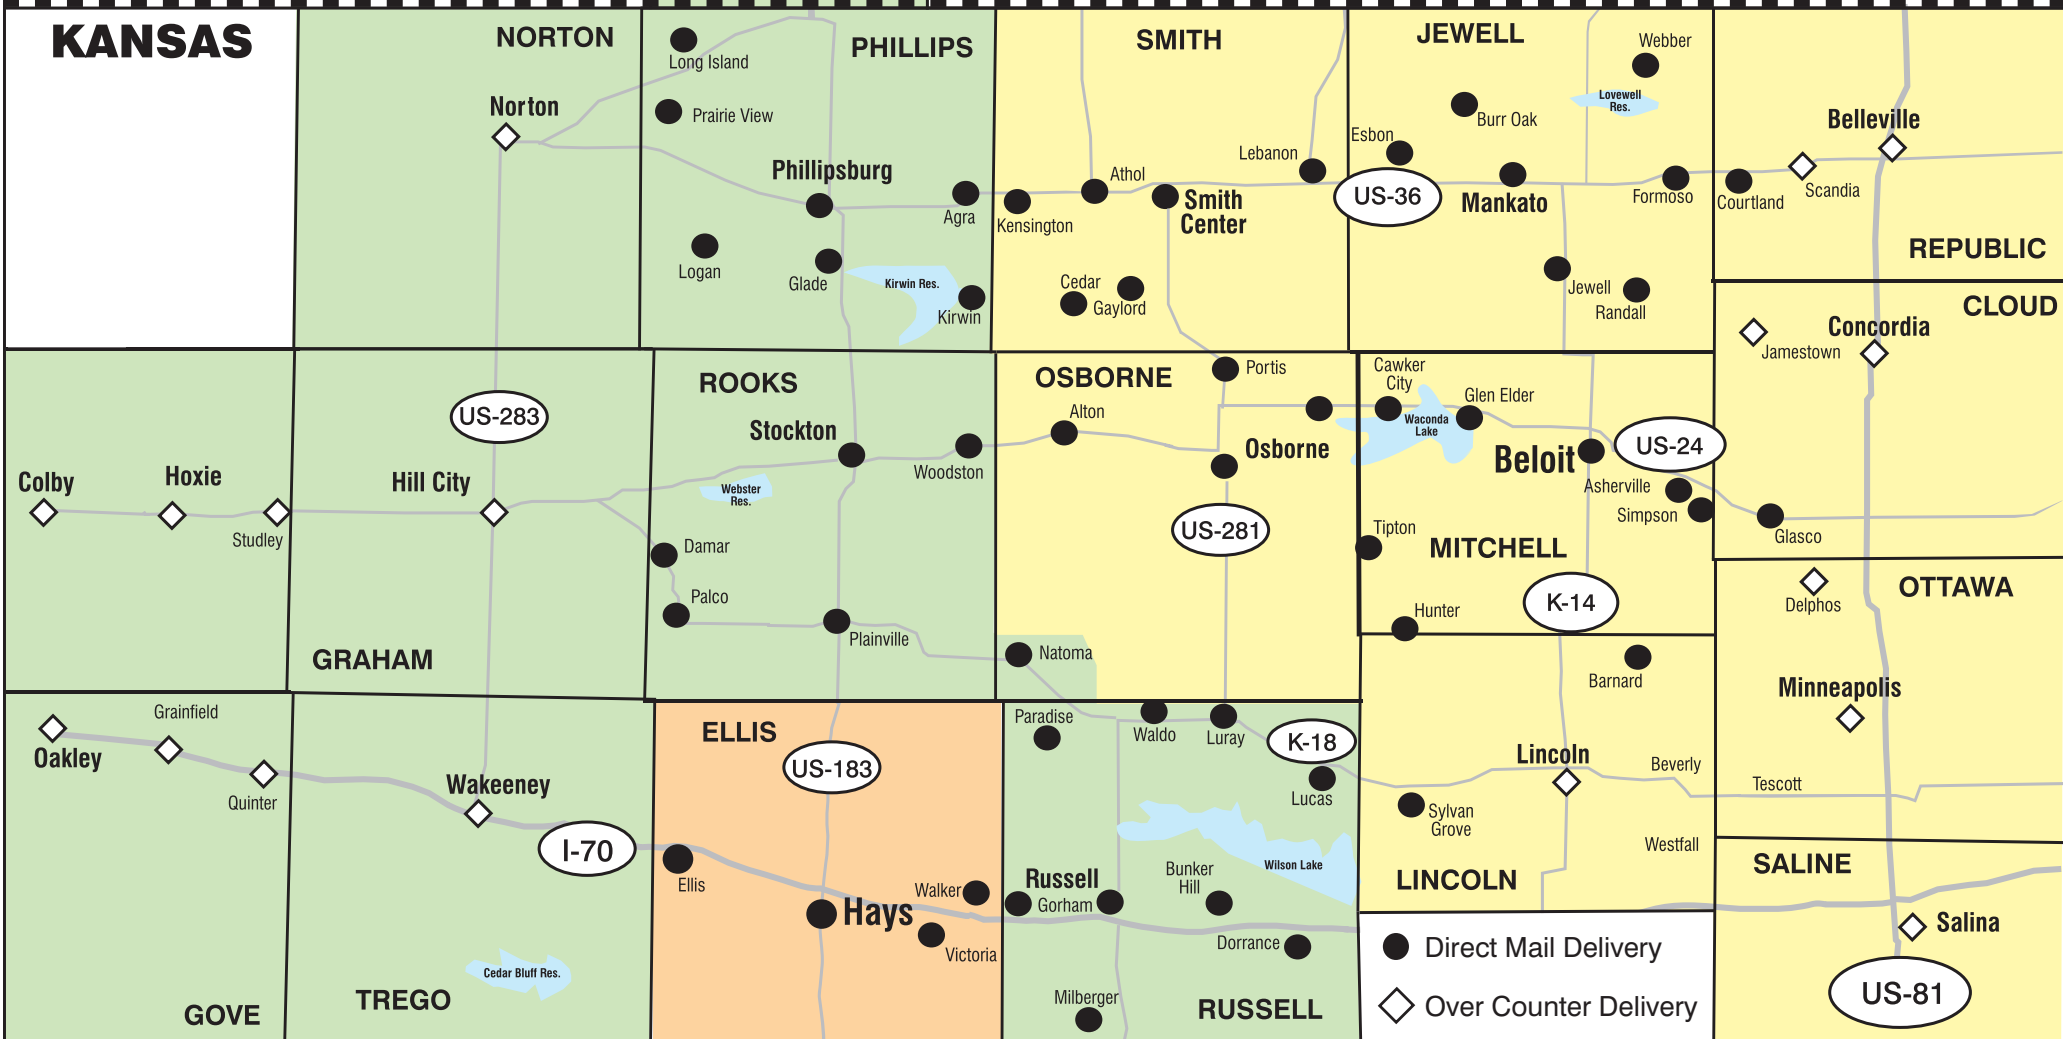 KANSAS
NORTON
PHILLIPS
SMITH
JEWELL
Webber
Long Island
Lovewell
Res.
Norton
Prairie View
Burr Oak
Belleville
Esbon
Lebanon
Phillipsburg
Athol
US-36
Mankato
Formoso
Courtland
Scandia
Agra
Kensington
Smith
Center
REPUBLIC
Logan
Glade
Kirwin Res.
Kirwin
Cedar
Gaylord
Jewell
Randall
CLOUD
Concordia
Jamestown
ROOKS
OSBORNE
Portis
Cawker
City
Glen Elder
US-283
Stockton
Alton
Waconda
Lake
US-24
Osborne
Beloit
Woodston
Colby
Hoxie
Hill City
Webster
Res.
Asherville
Simpson
Studley
US-281
Tipton
Glasco
Damar
MITCHELL
Palco
K-14
Hunter
Delphos
OTTAWA
Plainville
GRAHAM
Natoma
Barnard
Minneapolis
Grainfield
Oakley
ELLIS
Paradise
Waldo
Luray
K-18
Lincoln
Beverly
US-183
Tescott
Quinter
Wakeeney
Lucas
Sylvan
Grove
I-70
Westfall
Ellis
Wilson Lake
Bunker
Hill
Russell
Gorham
LINCOLN
SALINE
Walker
Hays
Victoria
Dorrance
Salina
Direct Mail Delivery
Cedar Bluff Res.
TREGO
GOVE
Milberger
RUSSELL
Over Counter Delivery
US-81